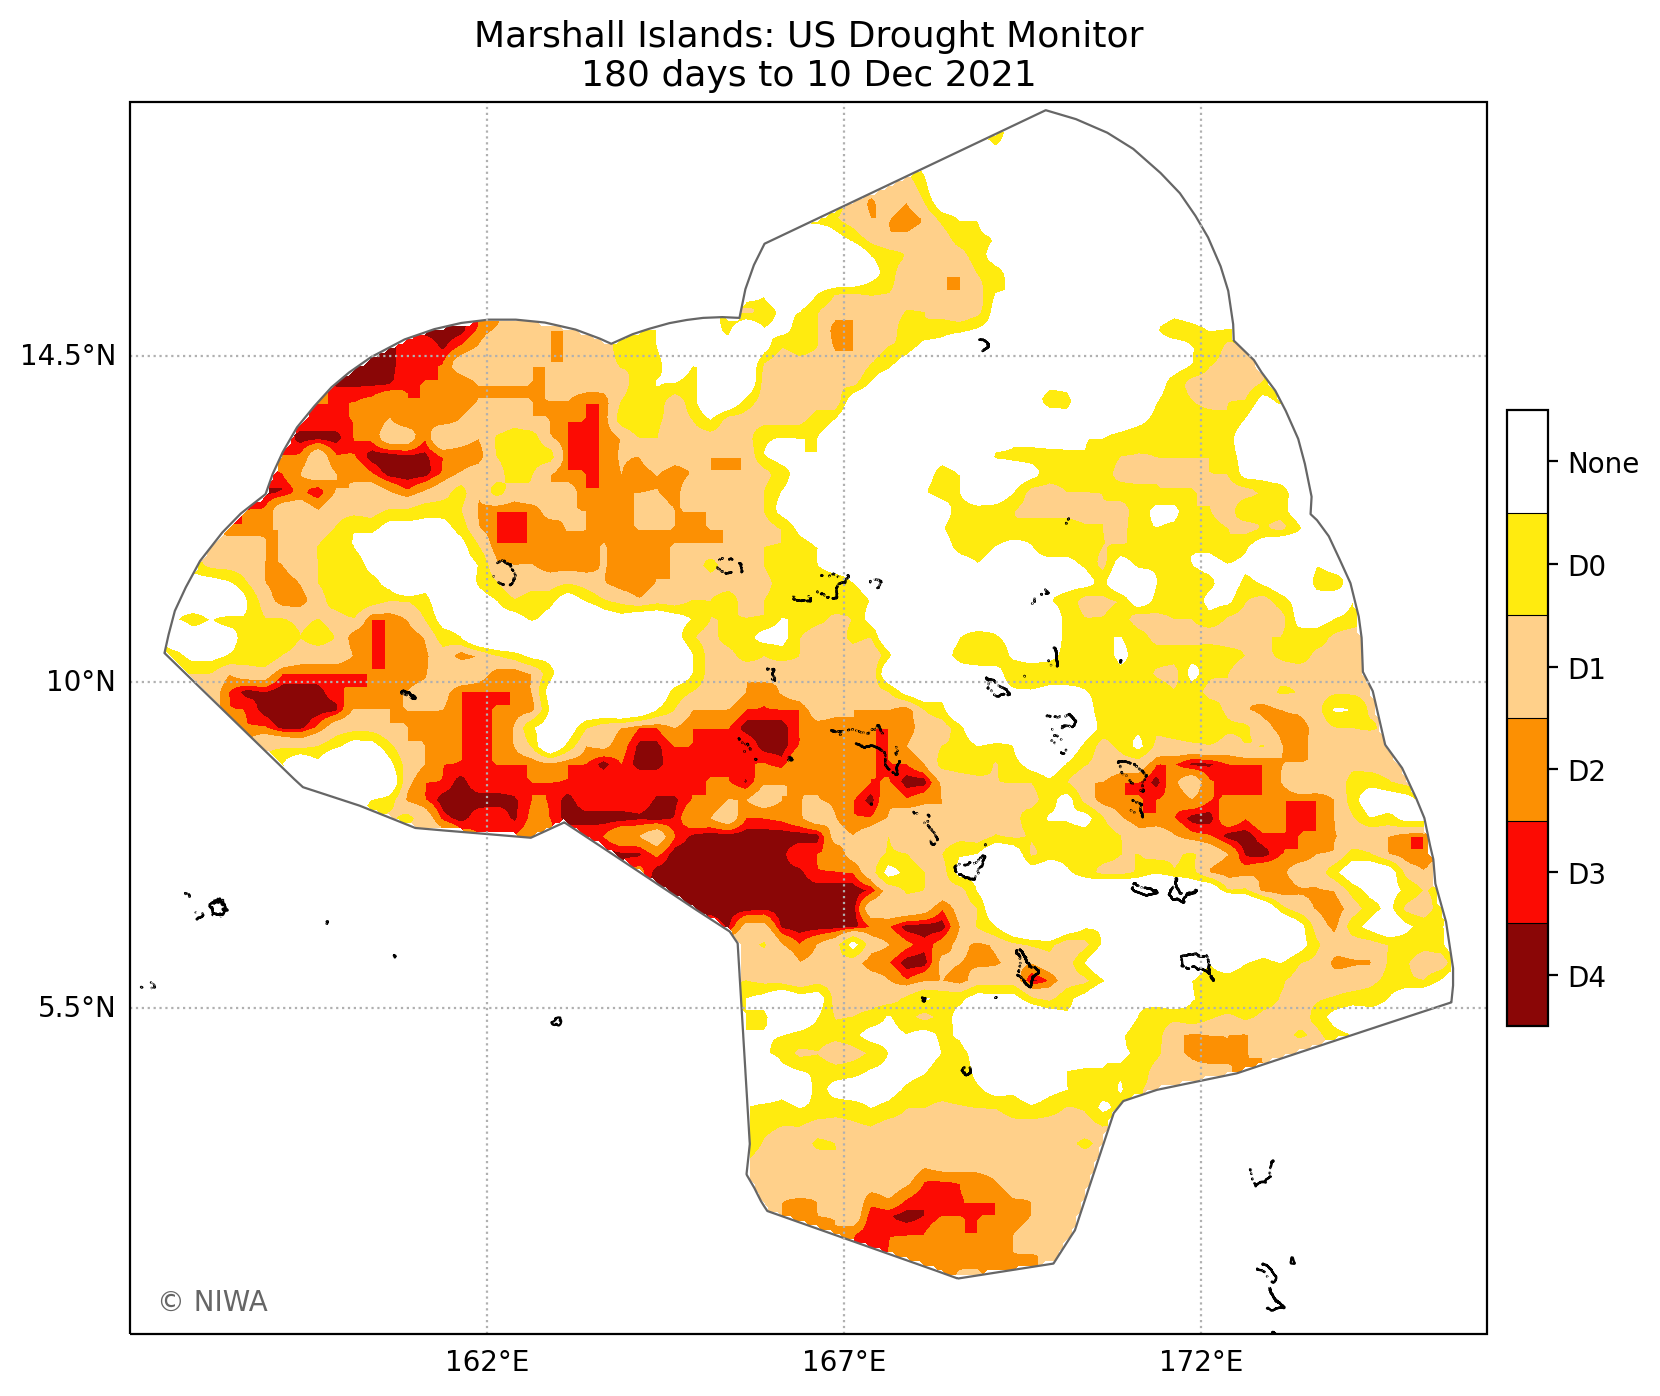 Marshall Islands: US Drought Monitor
180 days to 10 Dec 2021
14.5°N
10°N
5.5°N
162°E
167°E
172°E
None
D0
D1
D2
D3
D4
© NIWA